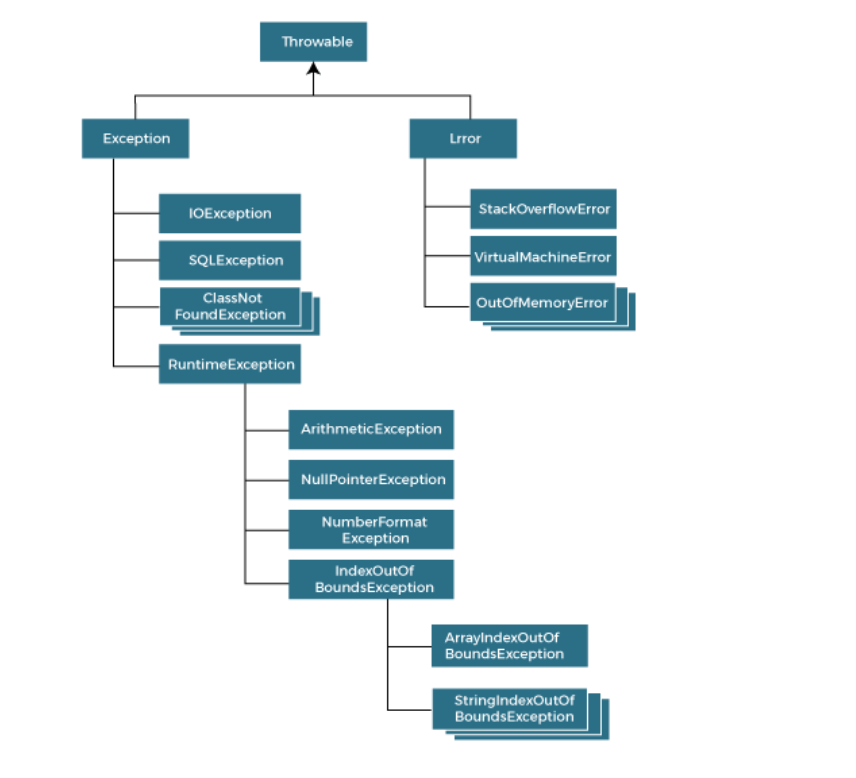 Throwable
Exception
Lrror
IOException
SQLException
ClassNot
FoundException
RuntimeException
StackOverflowError
VirtualMachineError
OutOfMemoryError
ArithmeticException
NullPointerException
NumberFormat
Exception
IndexOutOf
BoundsException
ArrayIndexOutOf
BoundsException
StringIndexOutOf
BoundsException